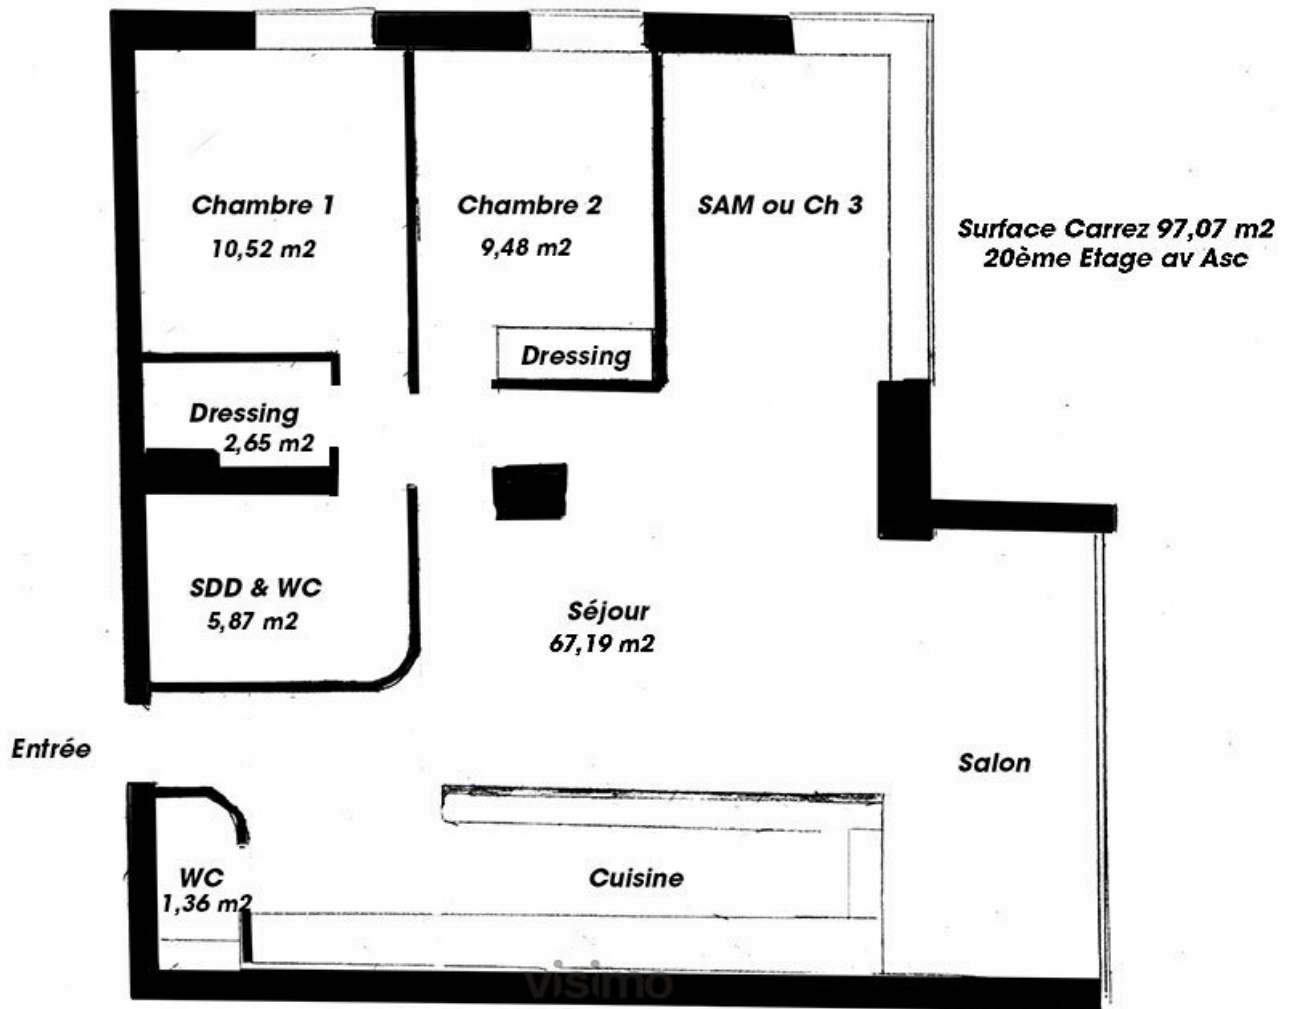 Chambre 1
10,52 m2
Chambre 2
9,48 m2
SAM ou Ch 3
Surface Carrez 97,07 m2
20ème Etage av Asc
Dressing
Dressing
2,65 m2
SDD & WC
5,87 m2
Séjour
67,19 m2
Entrée
Salon
WC
1,36 m2
Cuisine
visimo